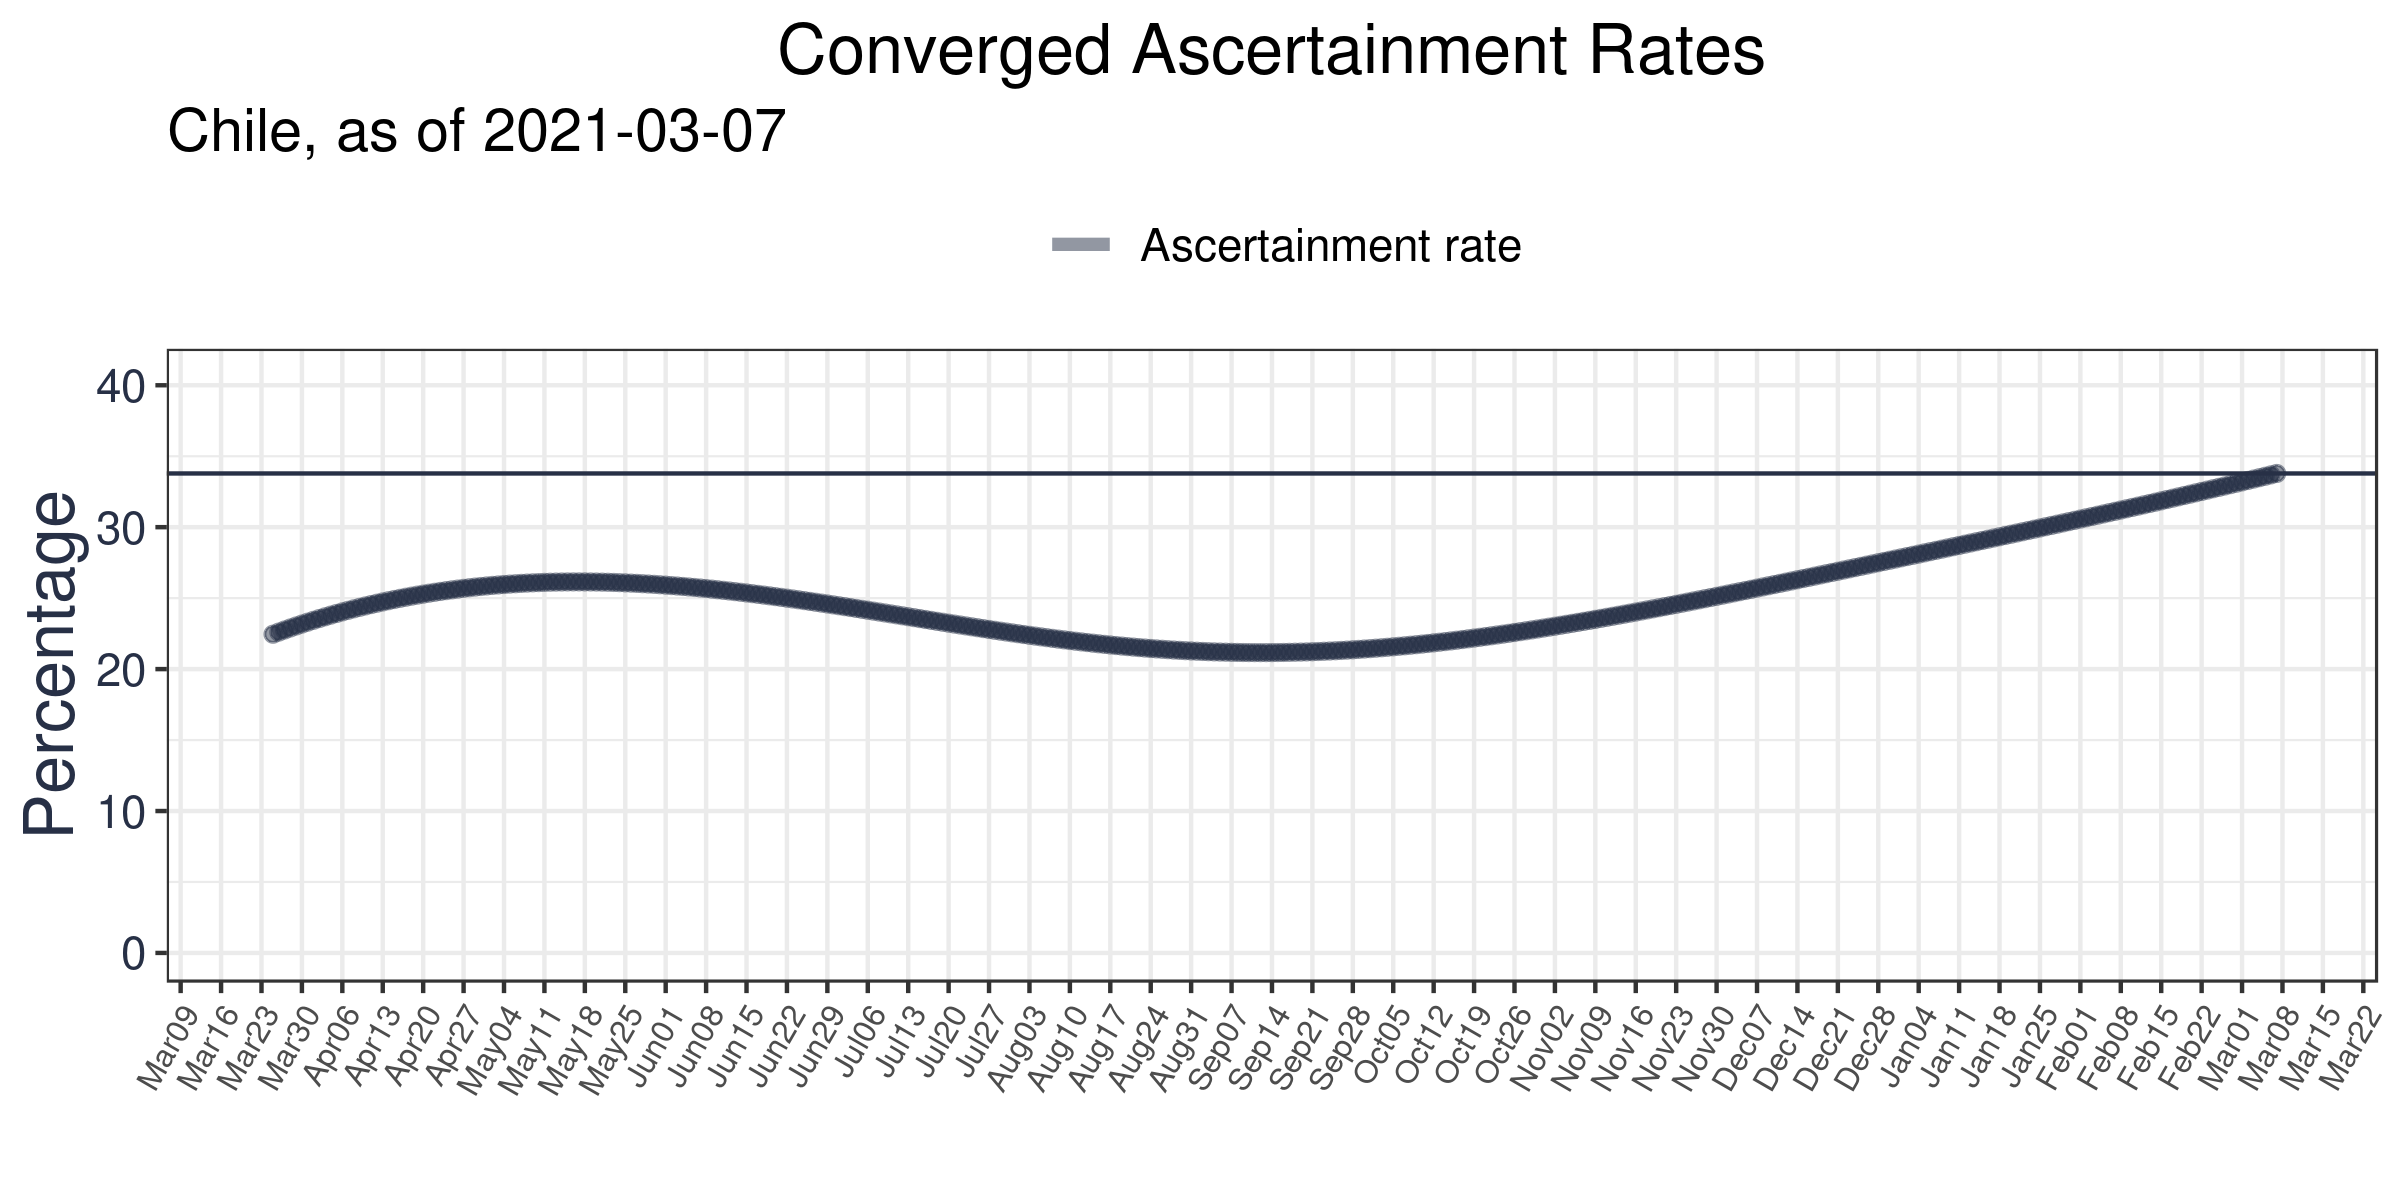 Converged Ascertainment Rates
Chile, as of 2021-03-07
Ascertainment rate
Percentage
40
30
20
10
0
Mar09 Mar16 Mar23 Mar30 Apr06 Apr13 Apr20 Apr27 May04 May11 May18 May25 Jun01 Jun08 Jun15 Jun22 Jun29 Jul06 Jul13 Jul20 Jul27 Aug03 Aug10 Aug17 Aug24 Aug31 Sep07 Sep14 Sep21 Sep28 Oct05 Oct12 Oct19 Oct26 Nov02 Nov09 Nov16 Nov23 Nov30 Dec07 Dec14 Dec21 Dec28 Jan04 Jan11 Jan18 Jan25 Feb01 Feb08 Feb15 Feb22 Mar01 Mar08 Mar15 Mar22